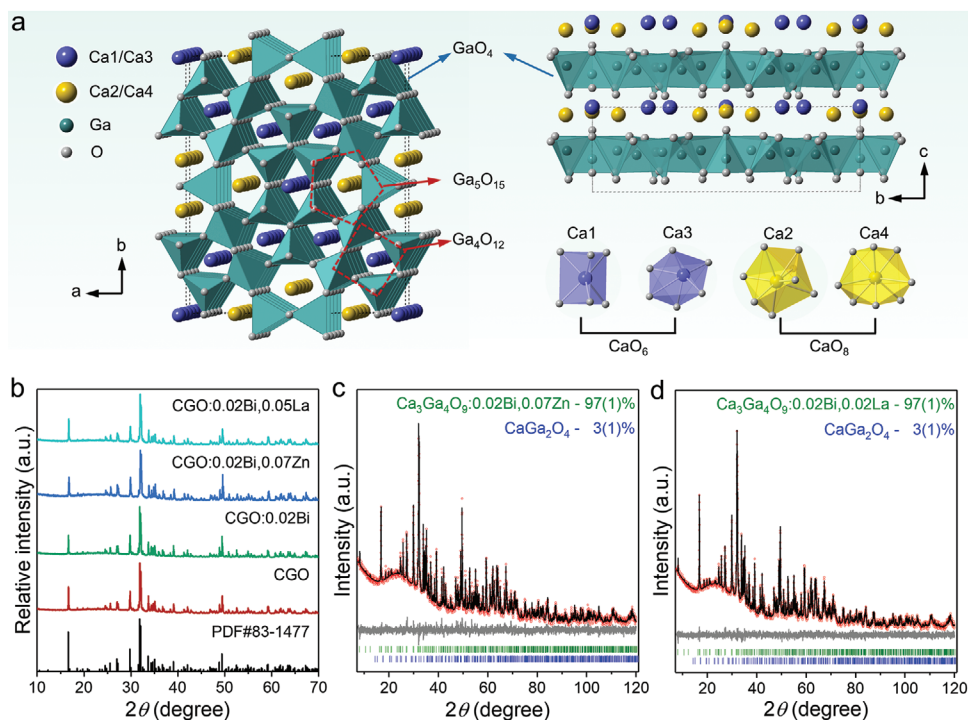 a
Ca1/Ca3
Ca2/Ca4
Ga
O
b
a
GaO₄
Ga₅O₁₅
Ga₄O₁₂
c
b
Ca1
Ca3
Ca2
Ca4
CaO₆
CaO₈
b
CGO:0.02Bi,0.05La
CGO:0.02Bi,0.07Zn
CGO:0.02Bi
CGO
PDF#83-1477
Relative intensity (a.u.)
10 20 30 40 50 60 70
2θ (degree)
c
Ca₃Ga₄O₉:0.02Bi,0.07Zn - 97(1)%
CaGa₂O₄ - 3(1)%
Intensity (a.u.)
20 40 60 80 100 120
2θ (degree)
d
Ca₃Ga₄O₉:0.02Bi,0.02La - 97(1)%
CaGa₂O₄ - 3(1)%
Intensity (a.u.)
20 40 60 80 100 120
2θ (degree)